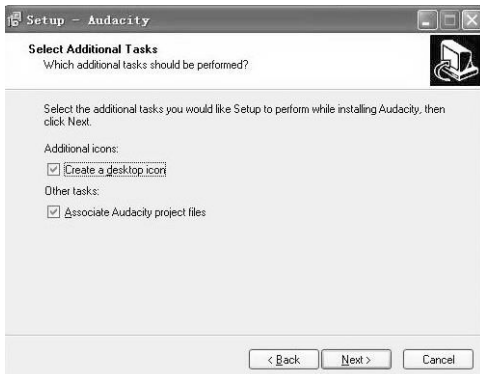 Setup - Audacity
Select Additional Tasks
Which additional tasks should be performed?
Select the additional tasks you would like Setup to perform while installing Audacity, then
click Next.
Additional icons:
Create a desktop icon
Other tasks:
Associate Audacity project files
< Back
Next >
Cancel